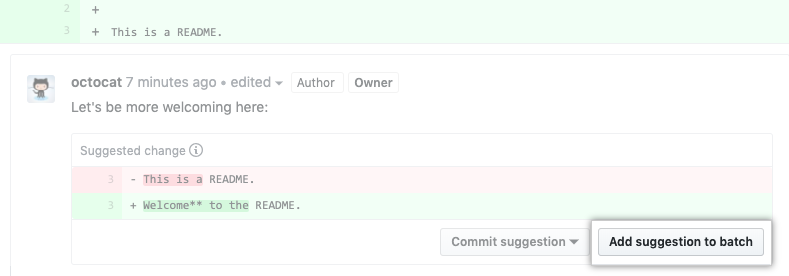 2 +
3 + This is a README.
octocat 7 minutes ago • edited Author Owner
Let's be more welcoming here:
Suggested change
3 - This is a README.
3 + Welcome** to the README.
Commit suggestion Add suggestion to batch